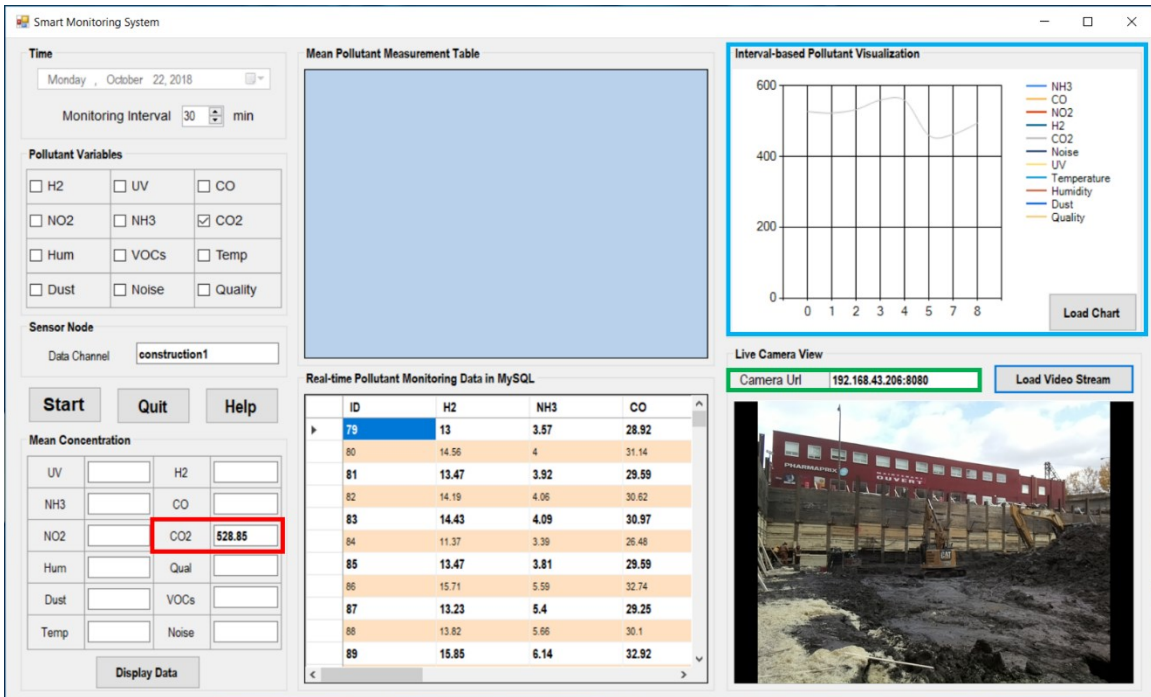 Smart Monitoring System
Time
Monday , October 22, 2018
Monitoring Interval 30 min
Pollutant Variables
H2 UV CO
NO2 NH3 CO2
Hum VOCs Temp
Dust Noise Quality
Sensor Node
Data Channel construction1
Start Quit Help
Mean Concentration
UV H2
NH3 CO
NO2 CO2 528.85
Hum Qual
Dust VOCs
Temp Noise
Display Data
Mean Pollutant Measurement Table
Real-time Pollutant Monitoring Data in MySQL
ID H2 NH3 CO
79 13 3.57 28.92
80 14.56 4 31.14
81 13.47 3.92 29.59
82 14.19 4.06 30.62
83 14.43 4.09 30.97
84 11.37 3.39 26.48
85 13.47 3.81 29.59
86 15.71 5.59 32.74
87 13.23 5.4 29.25
88 13.82 5.66 30.1
89 15.85 6.14 32.92
Interval-based Pollutant Visualization
600
400
200
0
0 1 2 3 4 5 7 8
NH3
CO
NO2
H2
CO2
Noise
UV
Temperature
Humidity
Dust
Quality
Load Chart
Live Camera View
Camera Url 192.168.43.206:8080 Load Video Stream
PHARMAPRIX
MAINTENANT
OUVERT
CAT